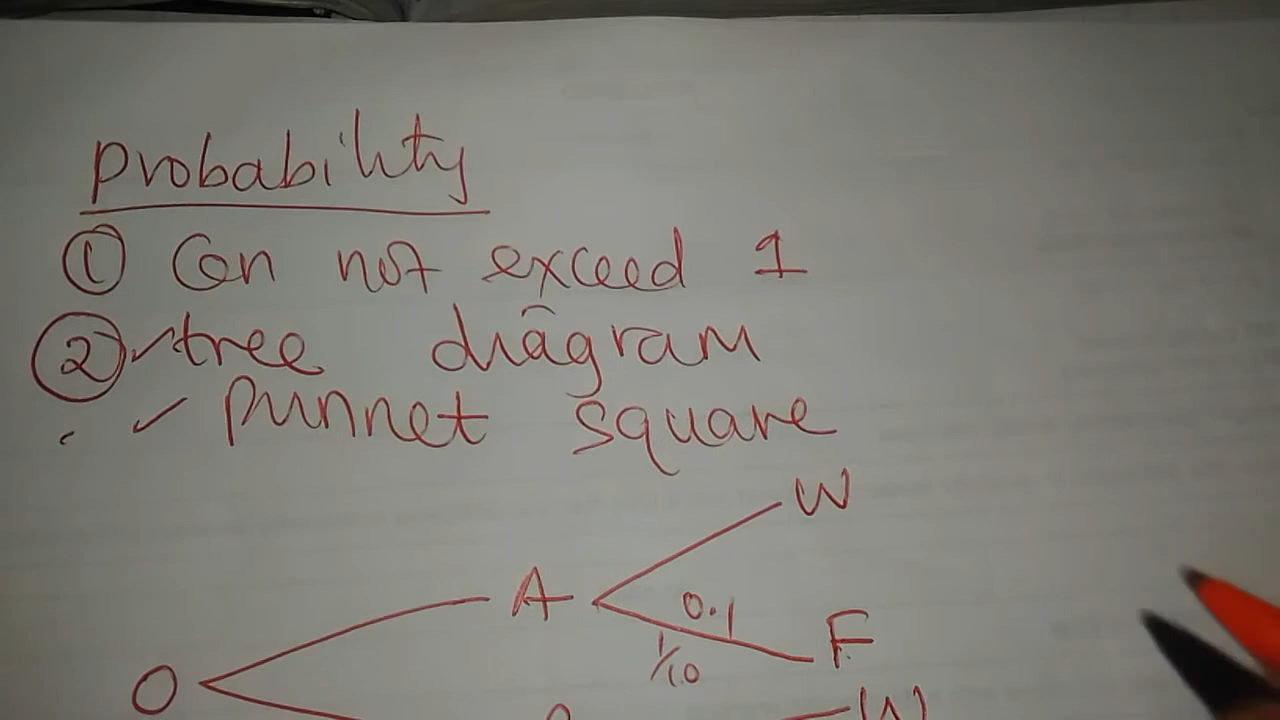 Probability
① Can not exceed 1
② ✓ tree diagram
✓ Punnet square
W
A
0.1
F
1/10
O